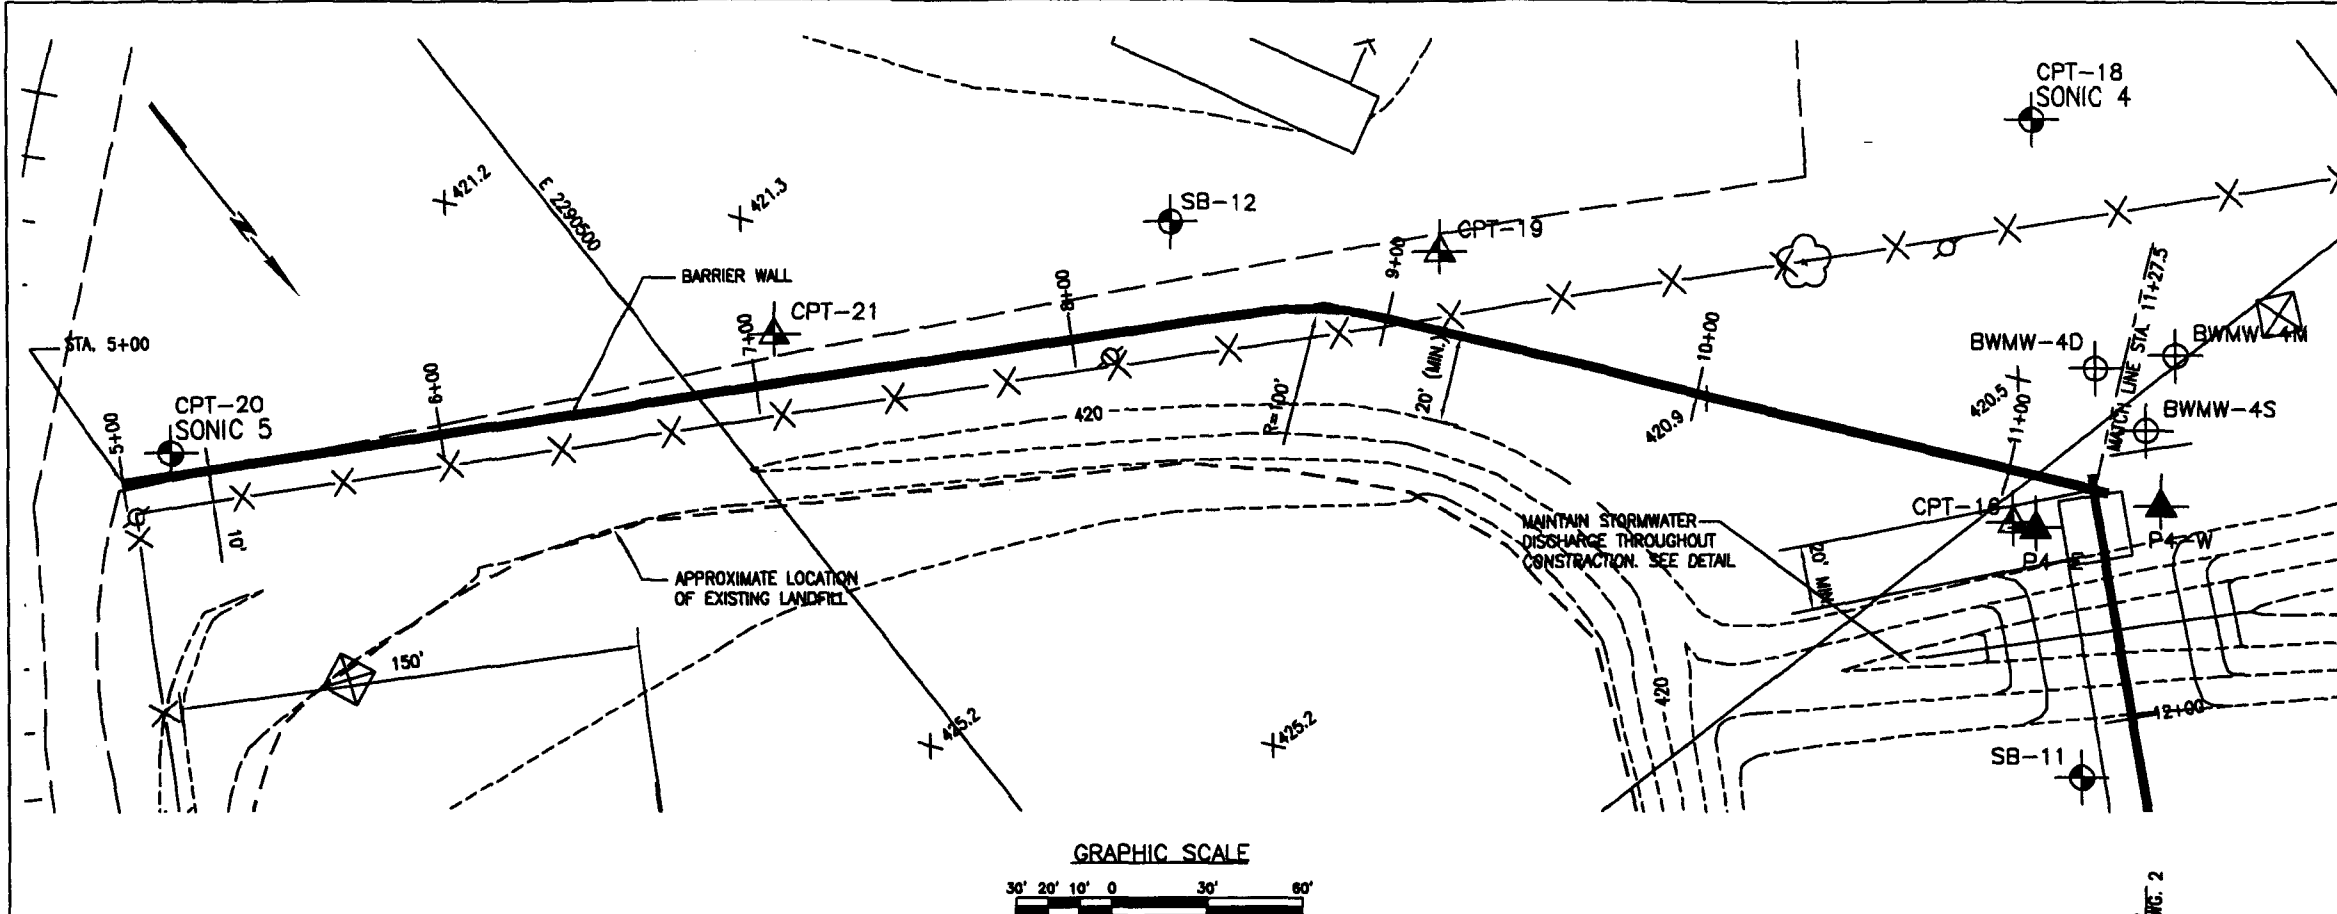 CPT-18
SONIC 4
N
421.2
E 2290500
421.3
SB-12
CPT-19
9+00
BARRIER WALL
8+00
CPT-21
7+00
STA. 5+00
10+00
MATCH LINE STA. 11+27.5
BWMW-4D
BWMW-4M
6+00
20' (MIN.)
CPT-20
SONIC 5
5+00
420
R=100'
420.9
420.5
11+00
BWMW-4S
10'
CPT-16
MAINTAIN STORMWATER
DISCHARGE THROUGHOUT
CONSTRACTION. SEE DETAIL
20' MIN
P4
P4-W
APPROXIMATE LOCATION
OF EXISTING LANDFILL
150'
420
425.2
425.2
12+00
SB-11
GRAPHIC SCALE
30' 20' 10' 0 30' 60'